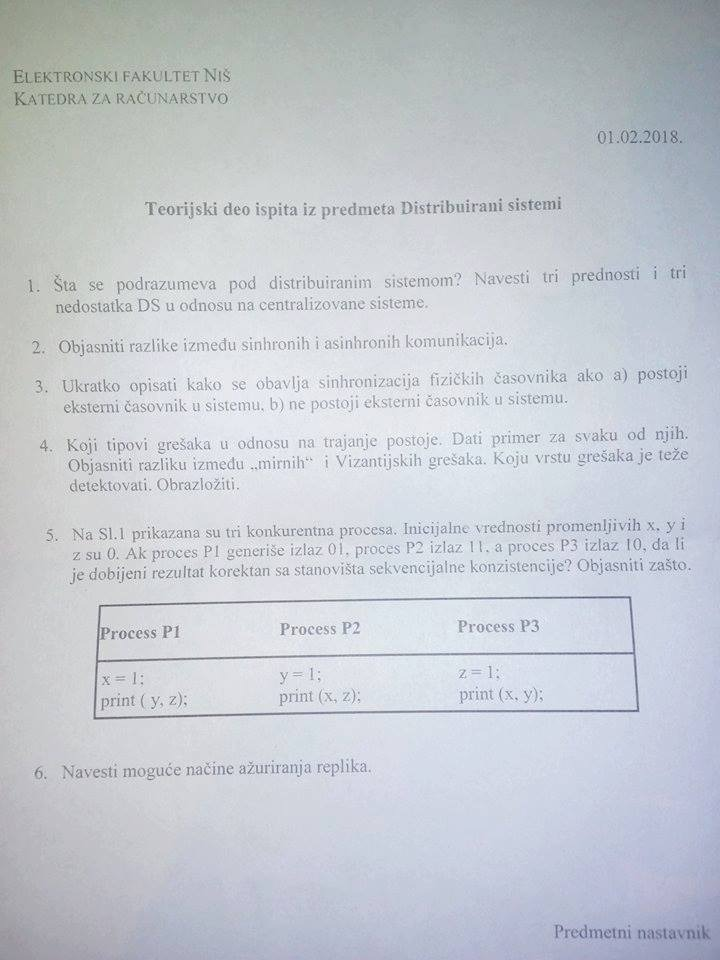 ELEKTRONSKI FAKULTET NIŠ
KATEDRA ZA RAČUNARSTVO
01.02.2018.
Teorijski deo ispita iz predmeta Distribuirani sistemi
1. Šta se podrazumeva pod distribuiranim sistemom? Navesti tri prednosti i tri
nedostatka DS u odnosu na centralizovane sisteme.
2. Objasniti razlike između sinhronih i asinhronih komunikacija.
3. Ukratko opisati kako se obavlja sinhronizacija fizičkih časovnika ako a) postoji
eksterni časovnik u sistemu, b) ne postoji eksterni časovnik u sistemu.
4. Koji tipovi grešaka u odnosu na trajanje postoje. Dati primer za svaku od njih.
Objasniti razliku između „mirnih“ i Vizantijskih grešaka. Koju vrstu grešaka je teže
detektovati. Obrazložiti.
5. Na Sl.1 prikazana su tri konkurentna procesa. Inicijalne vrednosti promenljivih x, y i
z su 0. Ak proces P1 generiše izlaz 01, proces P2 izlaz 11, a proces P3 izlaz 10, da li
je dobijeni rezultat korektan sa stanovišta sekvencijalne konzistencije? Objasniti zašto.
Process P1 Process P2 Process P3
x = 1; y = 1; z = 1;
print ( y, z); print (x, z); print (x, y);
6. Navesti moguće načine ažuriranja replika.
Predmetni nastavnik